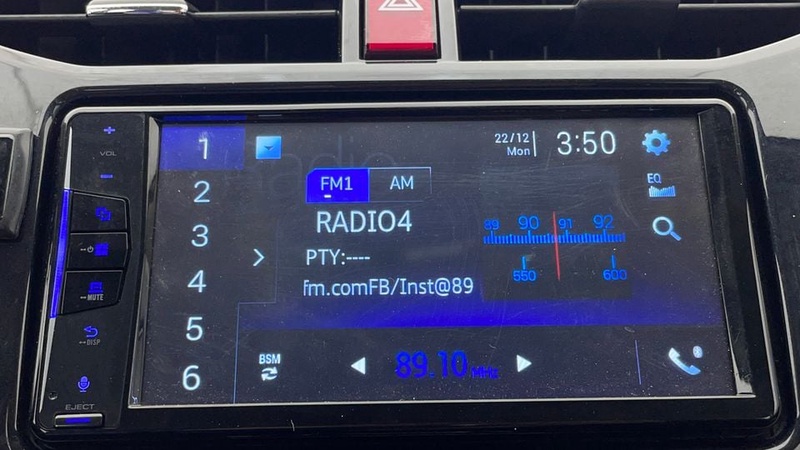 VOL
MUTE
DISP
EJECT
1
2
3
4
5
6
22/12
Mon
3:50
EQ
FM1 AM
RADIO4
PTY:----
fm.comFB/Inst@89
89 90 91 92
550 600
BSM
89.10 MHz